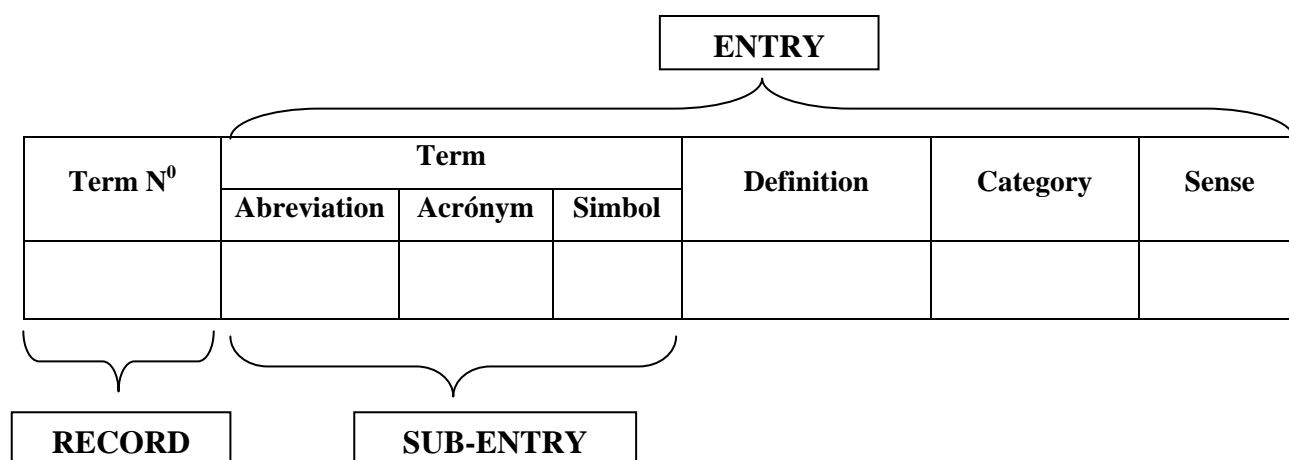 ENTRY
Term N⁰
Term
Definition
Category
Sense
Abreviation
Acrónym
Simbol
RECORD
SUB-ENTRY